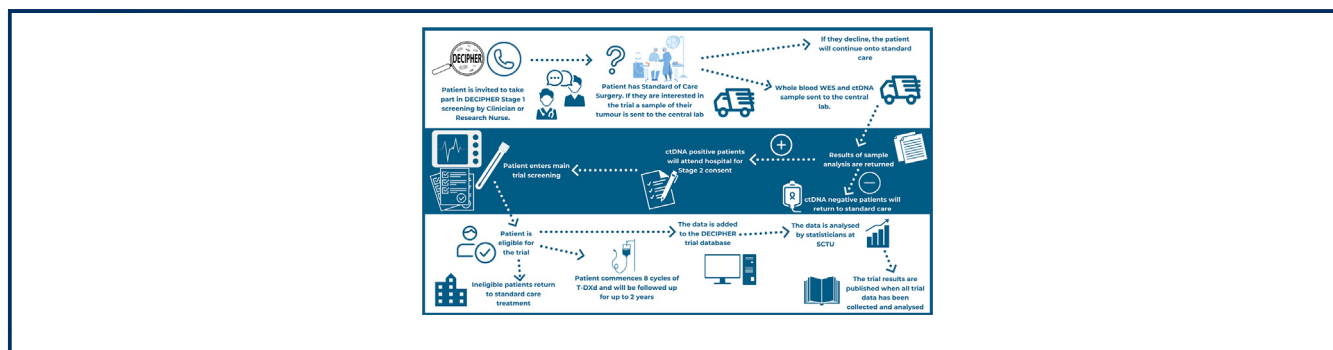 DECIPHER
Patient is invited to take
part in DECIPHER Stage 1
screening by Clinician or
Research Nurse.
Patient has Standard of Care
Surgery. If they are interested in
the trial a sample of their
tumour is sent to the central lab
If they decline, the patient
will continue onto standard
care
Whole blood WES and ctDNA
sample sent to the central
lab.
Results of sample
analysis are returned
ctDNA positive patients
will attend hospital for
Stage 2 consent
ctDNA negative patients will
return to standard care
Patient enters main
trial screening
Patient is
eligible for
the trial
Ineligible patients return
to standard care
treatment
Patient commences 8 cycles of
T-DXd and will be followed up
for up to 2 years
The data is added
to the DECIPHER
trial database
The data is analysed
by statisticians at
SCTU
The trial results are
published when all trial
data has been
collected and analysed